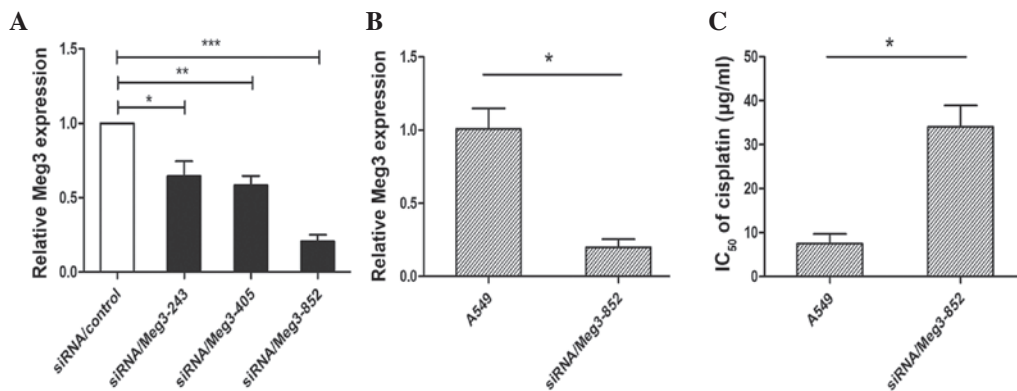 A
Relative Meg3 expression
1.5
1.0
0.5
0.0
*
**
***
siRNA/control
siRNA/Meg3-243
siRNA/Meg3-405
siRNA/Meg3-852
B
Relative Meg3 expression
1.5
1.0
0.5
0.0
*
A549
siRNA/Meg3-852
C
IC50 of cisplatin (μg/ml)
50
40
30
20
10
0
*
A549
siRNA/Meg3-852